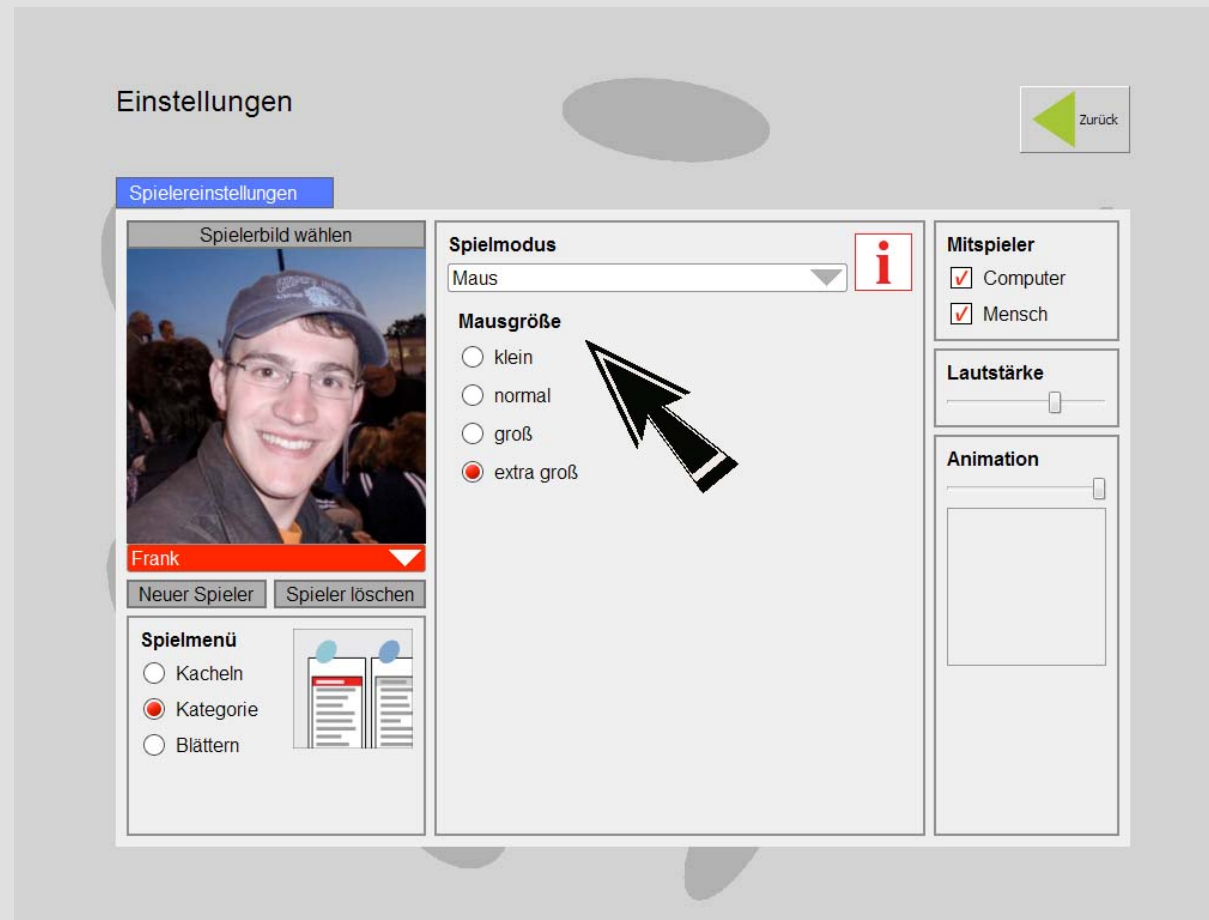 Einstellungen
Zurück
Spielereinstellungen
Spielerbild wählen
Frank
Neuer Spieler
Spieler löschen
Spielmenü
Kacheln
Kategorie
Blättern
Spielmodus
i
Maus
Mausgröße
klein
normal
groß
extra groß
Mitspieler
Computer
Mensch
Lautstärke
Animation